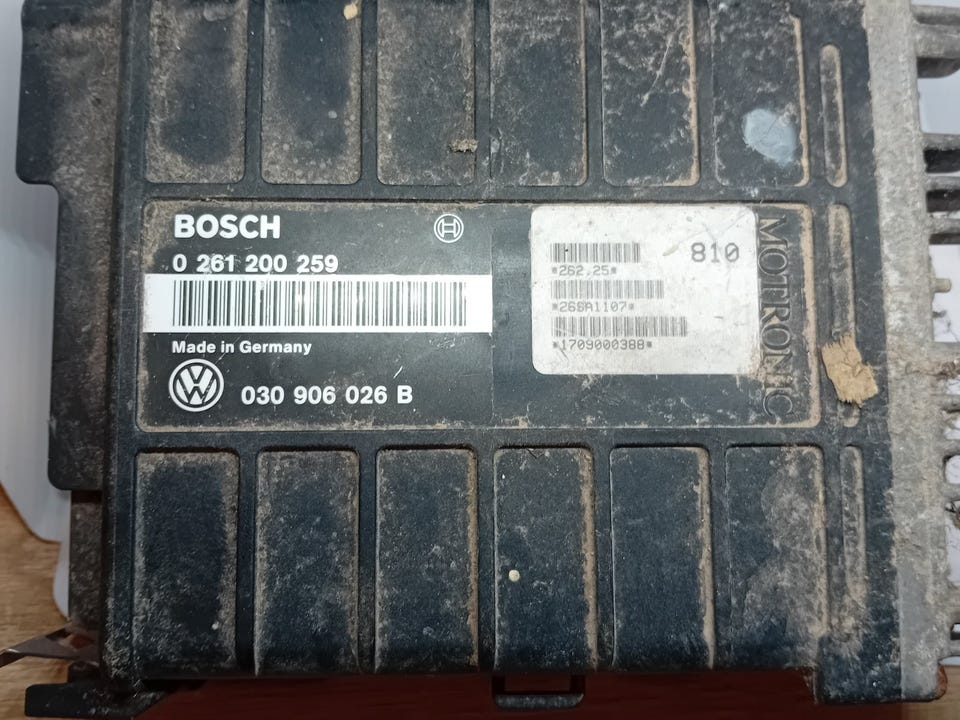 BOSCH
0 261 200 259
Made in Germany
030 906 026 B
810
*262.25*
*26SA1107*
*1709000388*
MOTRONIC